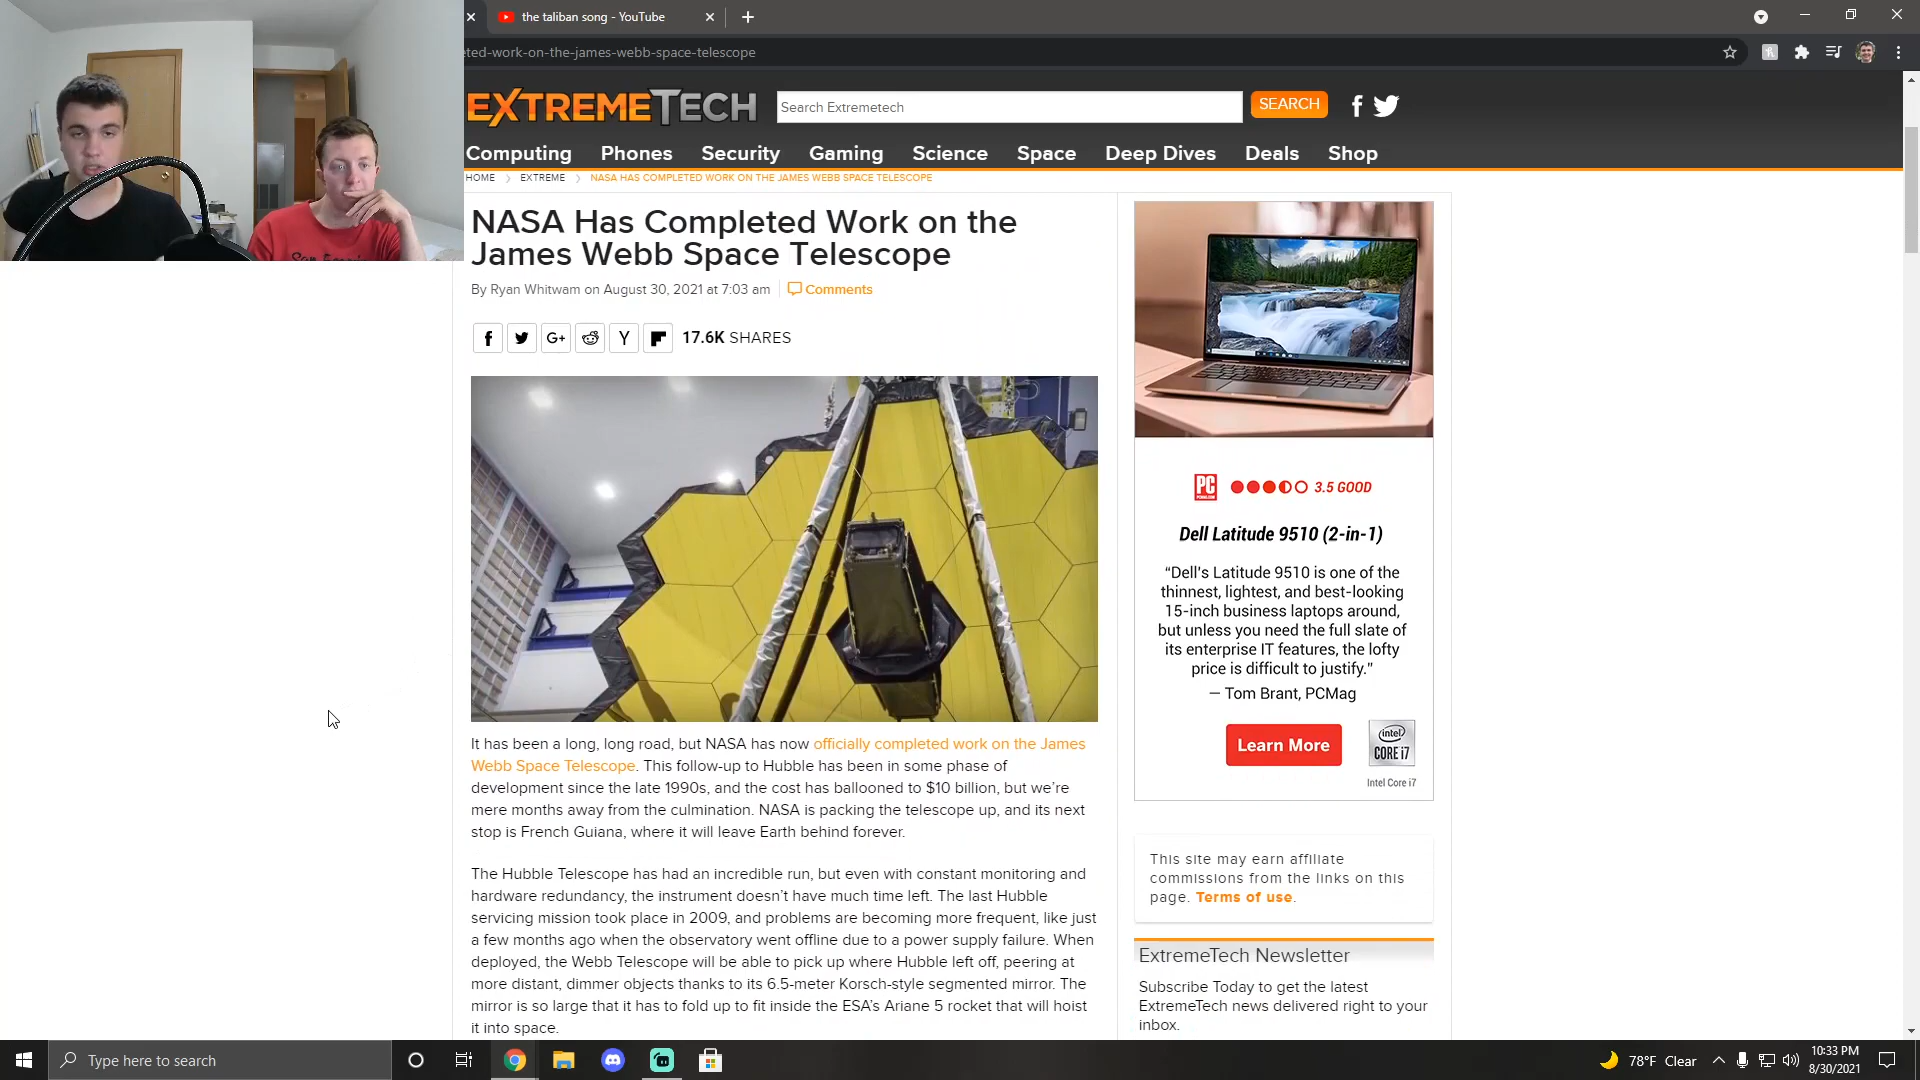 the taliban song - YouTube
eted-work-on-the-james-webb-space-telescope
EXTREMETECH
Search Extremetech
SEARCH
Computing Phones Security Gaming Science Space Deep Dives Deals Shop
HOME > EXTREME > NASA HAS COMPLETED WORK ON THE JAMES WEBB SPACE TELESCOPE
NASA Has Completed Work on the
James Webb Space Telescope
By Ryan Whitwam on August 30, 2021 at 7:03 am
Comments
17.6K SHARES
It has been a long, long road, but NASA has now officially completed work on the James
Webb Space Telescope. This follow-up to Hubble has been in some phase of
development since the late 1990s, and the cost has ballooned to $10 billion, but we’re
mere months away from the culmination. NASA is packing the telescope up, and its next
stop is French Guiana, where it will leave Earth behind forever.
The Hubble Telescope has had an incredible run, but even with constant monitoring and
hardware redundancy, the instrument doesn’t have much time left. The last Hubble
servicing mission took place in 2009, and problems are becoming more frequent, like just
a few months ago when the observatory went offline due to a power supply failure. When
deployed, the Webb Telescope will be able to pick up where Hubble left off, peering at
more distant, dimmer objects thanks to its 6.5-meter Korsch-style segmented mirror. The
mirror is so large that it has to fold up to fit inside the ESA’s Ariane 5 rocket that will hoist
it into space.
PC
3.5 GOOD
Dell Latitude 9510 (2-in-1)
“Dell’s Latitude 9510 is one of the
thinnest, lightest, and best-looking
15-inch business laptops around,
but unless you need the full slate of
its enterprise IT features, the lofty
price is difficult to justify.”
— Tom Brant, PCMag
Learn More
intel
CORE i7
Intel Core i7
This site may earn affiliate
commissions from the links on this
page. Terms of use.
ExtremeTech Newsletter
Subscribe Today to get the latest
ExtremeTech news delivered right to your
inbox.
Type here to search
78°F Clear
10:33 PM
8/30/2021